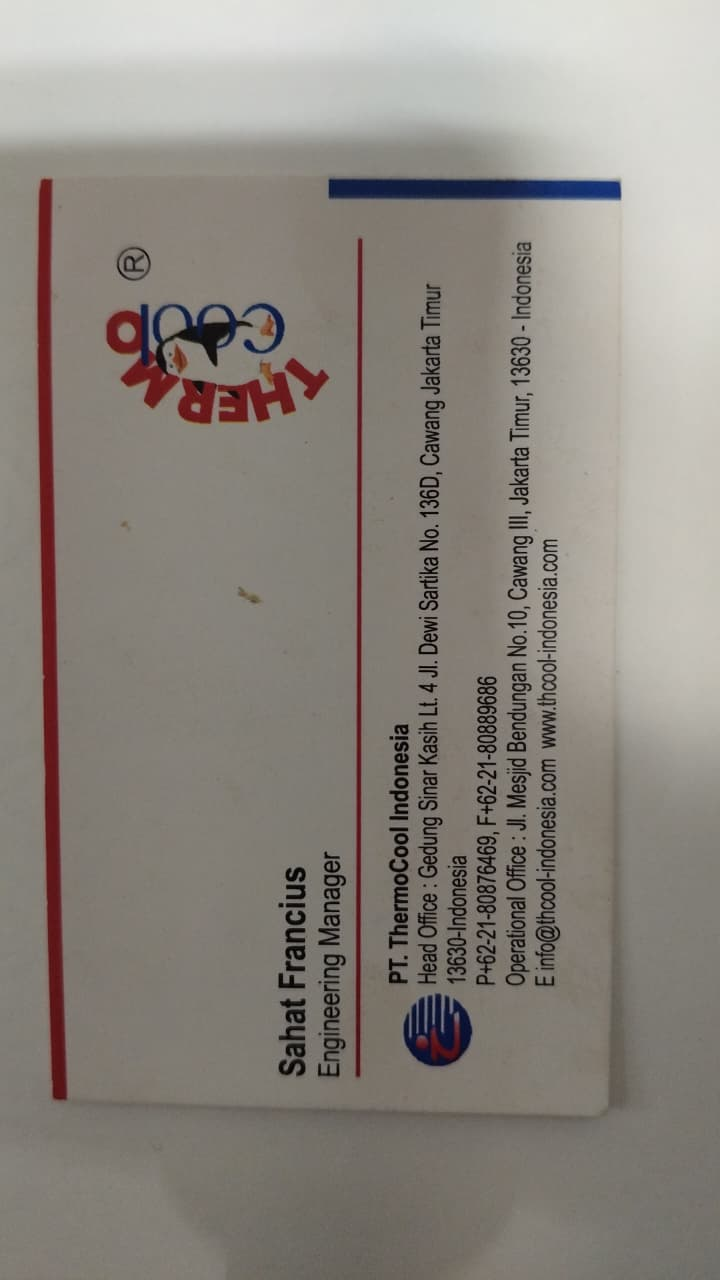 THERMO
COOL
®
Sahat Francius
Engineering Manager
PT. ThermoCool Indonesia
Head Office : Gedung Sinar Kasih Lt. 4 Jl. Dewi Sartika No. 136D, Cawang Jakarta Timur
13630-Indonesia
P+62-21-80876469, F+62-21-80889686
Operational Office : Jl. Mesjid Bendungan No.10, Cawang III, Jakarta Timur, 13630 - Indonesia
E info@thcool-indonesia.com www.thcool-indonesia.com